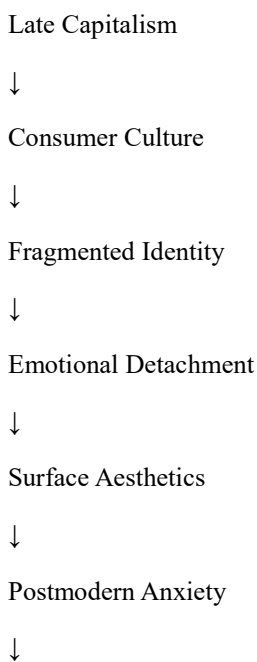 Late Capitalism
↓
Consumer Culture
↓
Fragmented Identity
↓
Emotional Detachment
↓
Surface Aesthetics
↓
Postmodern Anxiety
↓